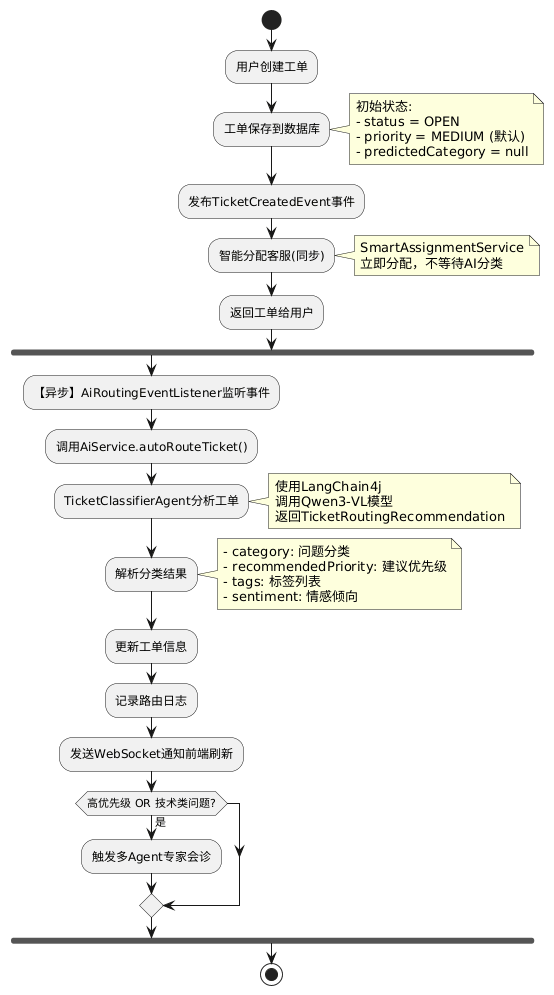 用户创建工单
工单保存到数据库
初始状态:
- status = OPEN
- priority = MEDIUM (默认)
- predictedCategory = null
发布TicketCreatedEvent事件
智能分配客服(同步)
SmartAssignmentService
立即分配，不等待AI分类
返回工单给用户
【异步】AiRoutingEventListener监听事件
调用AiService.autoRouteTicket()
TicketClassifierAgent分析工单
使用LangChain4j
调用Qwen3-VL模型
返回TicketRoutingRecommendation
解析分类结果
- category: 问题分类
- recommendedPriority: 建议优先级
- tags: 标签列表
- sentiment: 情感倾向
更新工单信息
记录路由日志
发送WebSocket通知前端刷新
高优先级 OR 技术类问题?
是
触发多Agent专家会诊